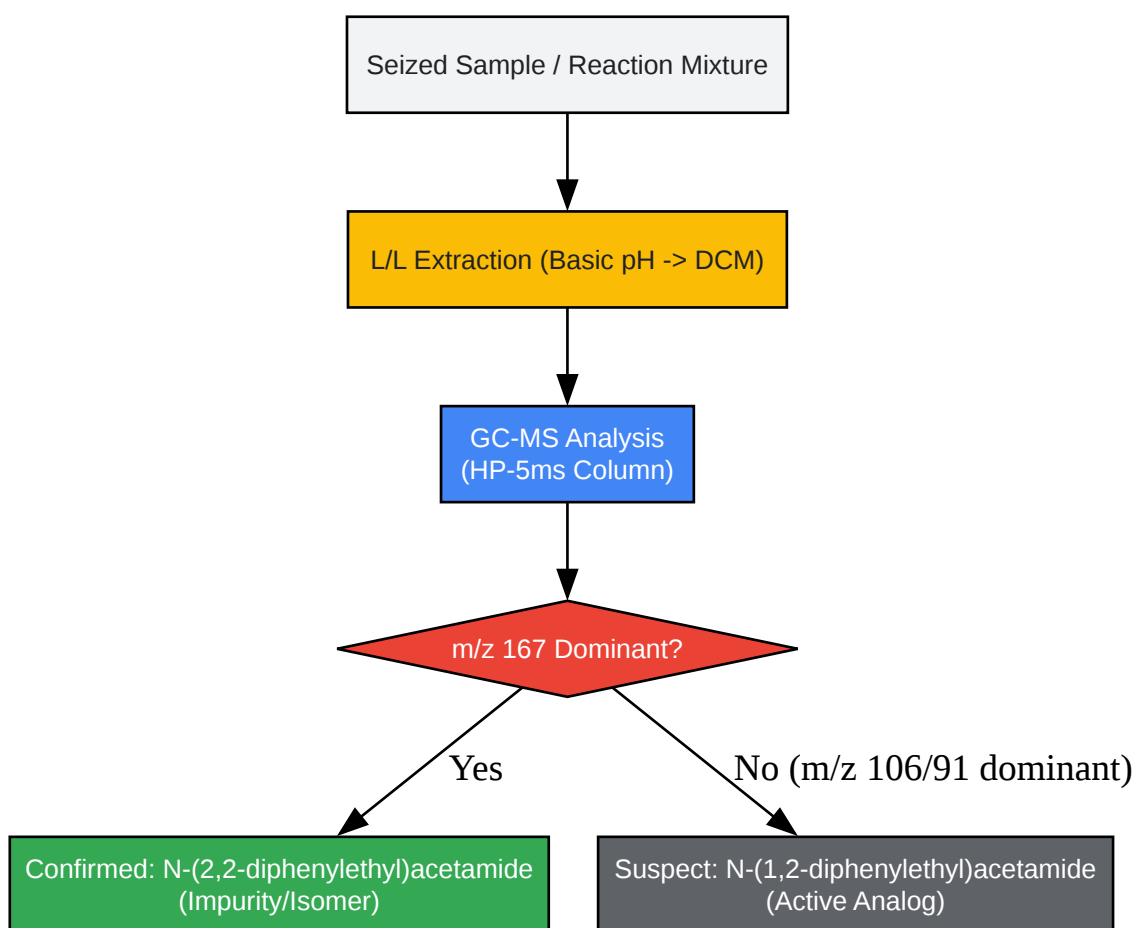 Seized Sample / Reaction Mixture
L/L Extraction (Basic pH -> DCM)
GC-MS Analysis
(HP-5ms Column)
m/z 167 Dominant?
Yes
No (m/z 106/91 dominant)
Confirmed: N-(2,2-diphenylethyl)acetamide
(Impurity/Isomer)
Suspect: N-(1,2-diphenylethyl)acetamide
(Active Analog)